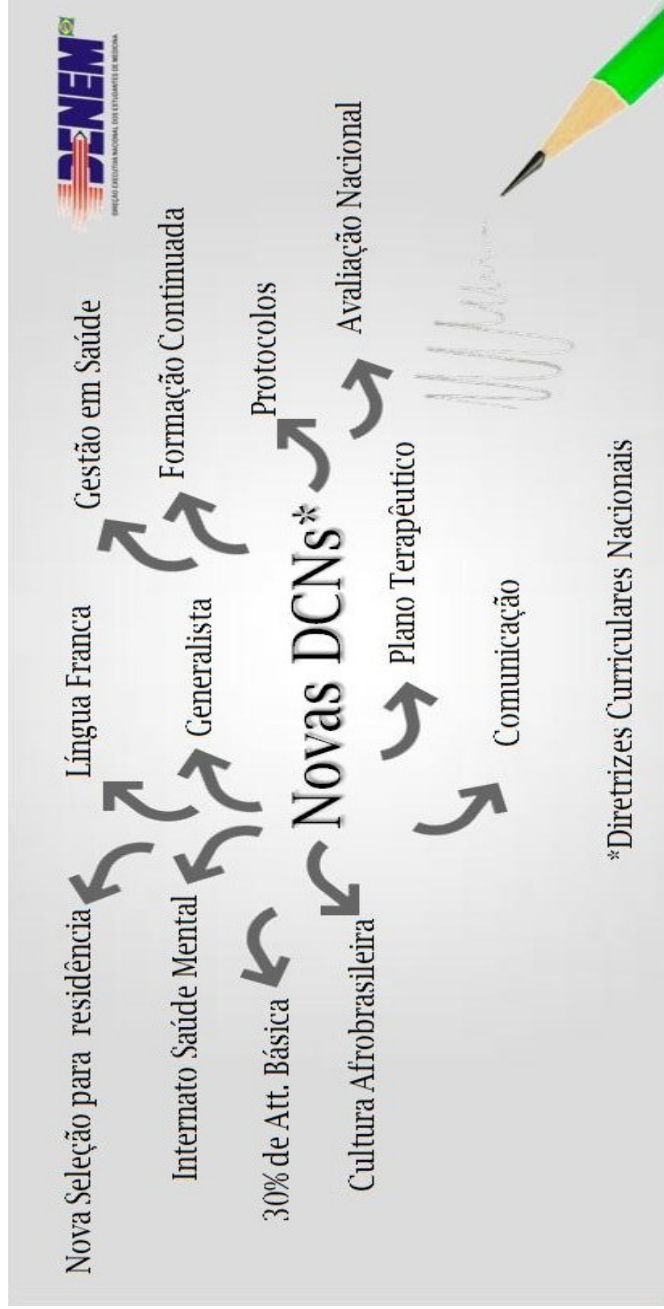 DENEM
DIREÇÃO EXECUTIVA NACIONAL DOS ESTUDANTES DE MEDICINA
Nova Seleção para residência
Língua Franca
Gestão em Saúde
Internato Saúde Mental
Generalista
Formação Continuada
30% de Att. Básica
Protocolos
Novas DCNs*
Cultura Afrobrasileira
Plano Terapêutico
Avaliação Nacional
Comunicação
*Diretrizes Curriculares Nacionais